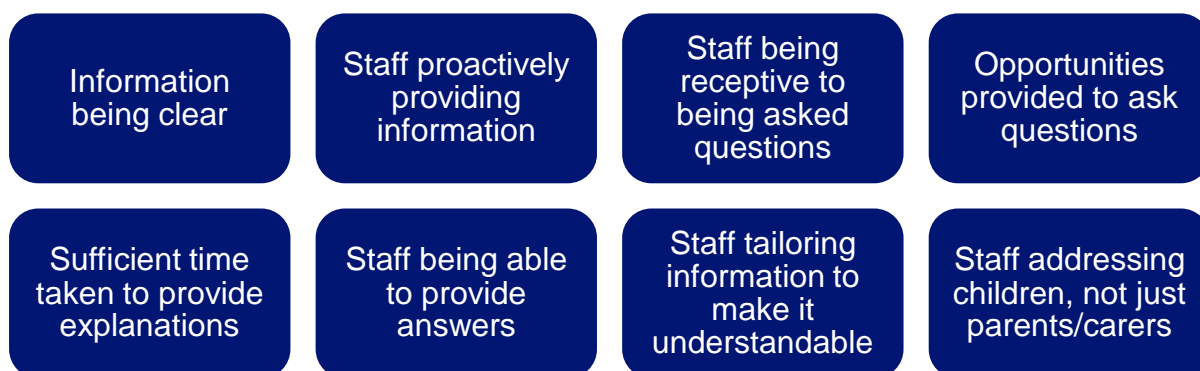 Information
being clear
Staff proactively
providing
information
Staff being
receptive to
being asked
questions
Opportunities
provided to ask
questions
Sufficient time
taken to provide
explanations
Staff being able
to provide
answers
Staff tailoring
information to
make it
understandable
Staff addressing
children, not just
parents/carers